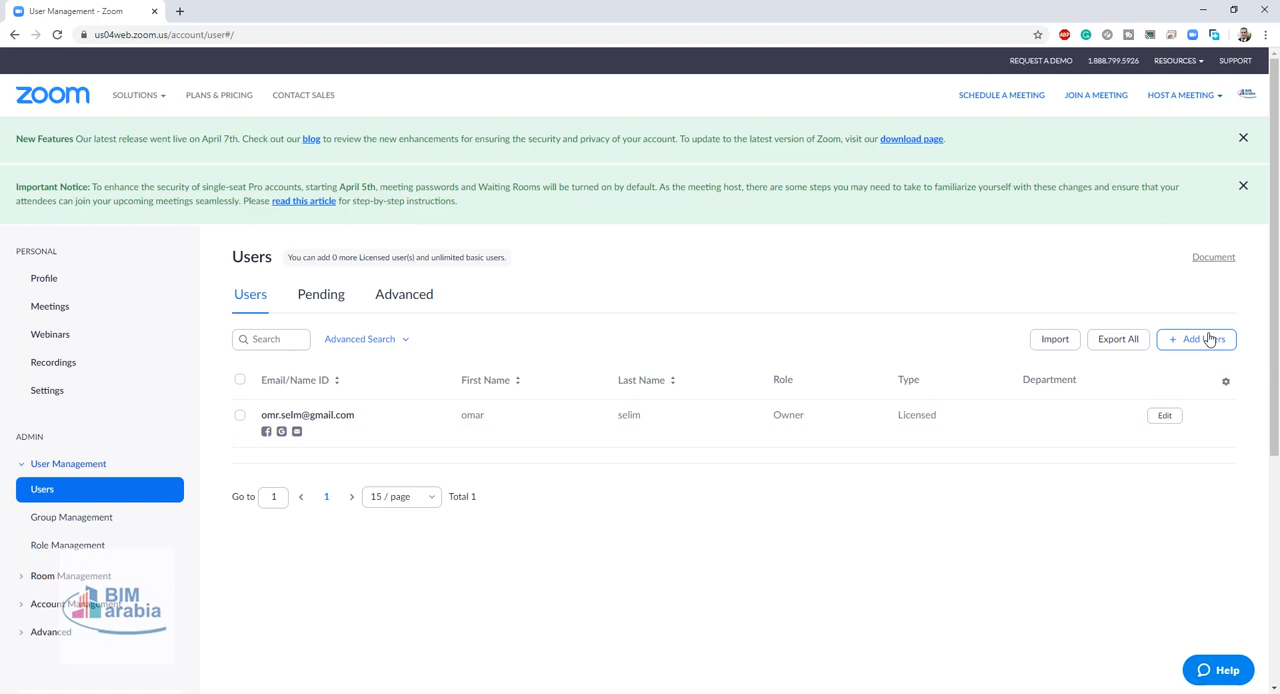 User Management - Zoom
us04web.zoom.us/account/user#/
REQUEST A DEMO 1.888.799.5926 RESOURCES SUPPORT
zoom SOLUTIONS PLANS & PRICING CONTACT SALES SCHEDULE A MEETING JOIN A MEETING HOST A MEETING
New Features Our latest release went live on April 7th. Check out our blog to review the new enhancements for ensuring the security and privacy of your account. To update to the latest version of Zoom, visit our download page.
Important Notice: To enhance the security of single-seat Pro accounts, starting April 5th, meeting passwords and Waiting Rooms will be turned on by default. As the meeting host, there are some steps you may need to take to familiarize yourself with these changes and ensure that your
attendees can join your upcoming meetings seamlessly. Please read this article for step-by-step instructions.
PERSONAL
Profile
Meetings
Webinars
Recordings
Settings
ADMIN
User Management
Users
Group Management
Role Management
Room Management
Account Management
Advanced
BIM
arabia
Users You can add 0 more Licensed user(s) and unlimited basic users. Document
Users Pending Advanced
Search Advanced Search Import Export All + Add Users
Email/Name ID First Name Last Name Role Type Department
omr.selm@gmail.com omar selim Owner Licensed Edit
Go to 1 1 15 / page Total 1
Help